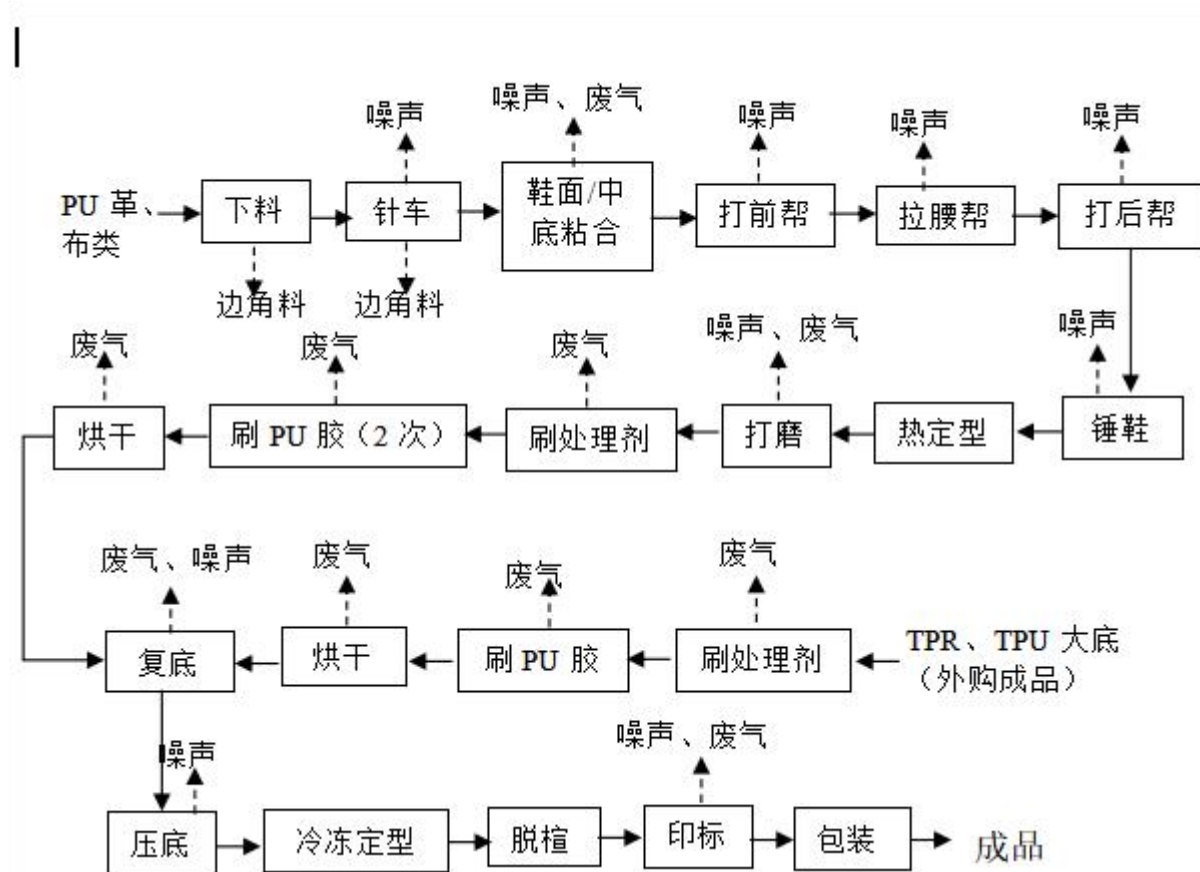 噪声
噪声、废气
噪声
噪声
噪声
PU 革、
布类
下料
针车
鞋面/中
底粘合
打前帮
拉腰帮
打后帮
边角料
边角料
废气
废气
废气
噪声、废气
噪声
烘干
刷 PU 胶（2 次）
刷处理剂
打磨
热定型
锤鞋
废气、噪声
废气
废气
废气
复底
烘干
刷 PU 胶
刷处理剂
TPR、TPU 大底
（外购成品）
噪声
噪声、废气
压底
冷冻定型
脱楦
印标
包装
成品